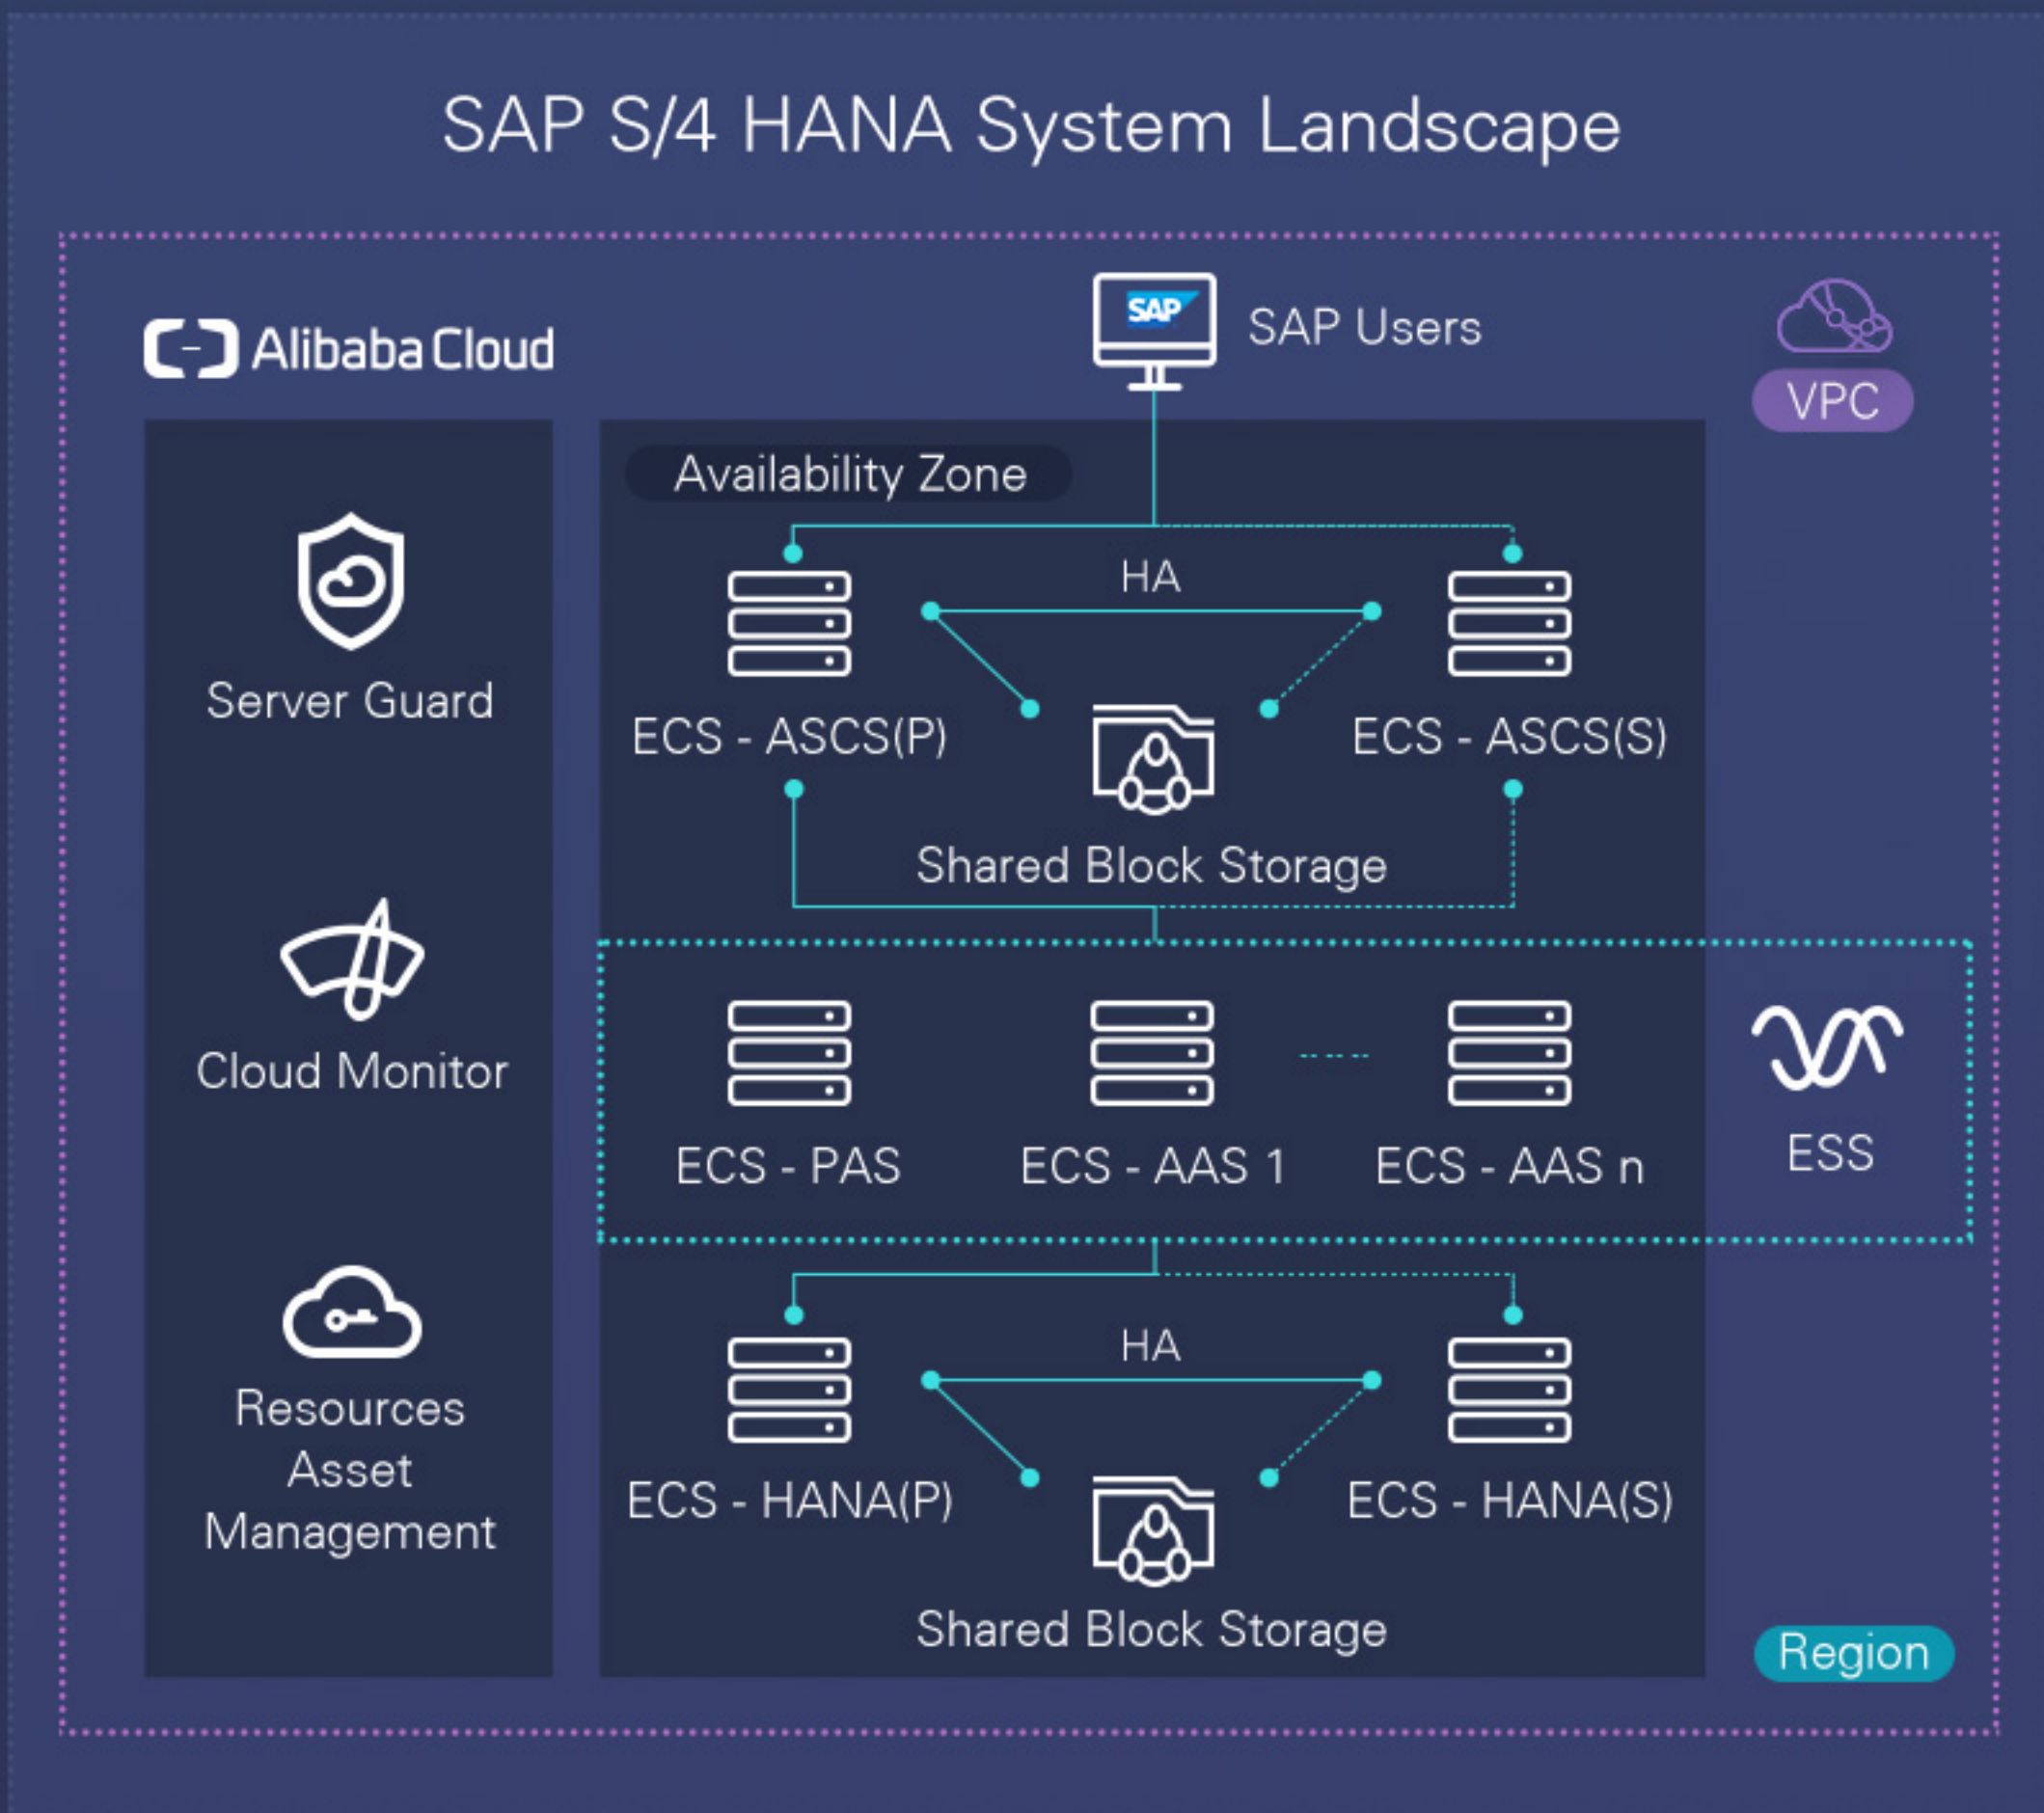 SAP S/4 HANA System Landscape
Alibaba Cloud
SAP
SAP Users
VPC
Server Guard
Cloud Monitor
Resources
Asset
Management
Availability Zone
HA
ECS - ASCS(P)
ECS - ASCS(S)
Shared Block Storage
ECS - PAS
ECS - AAS 1
ECS - AAS n
ESS
HA
ECS - HANA(P)
ECS - HANA(S)
Shared Block Storage
Region